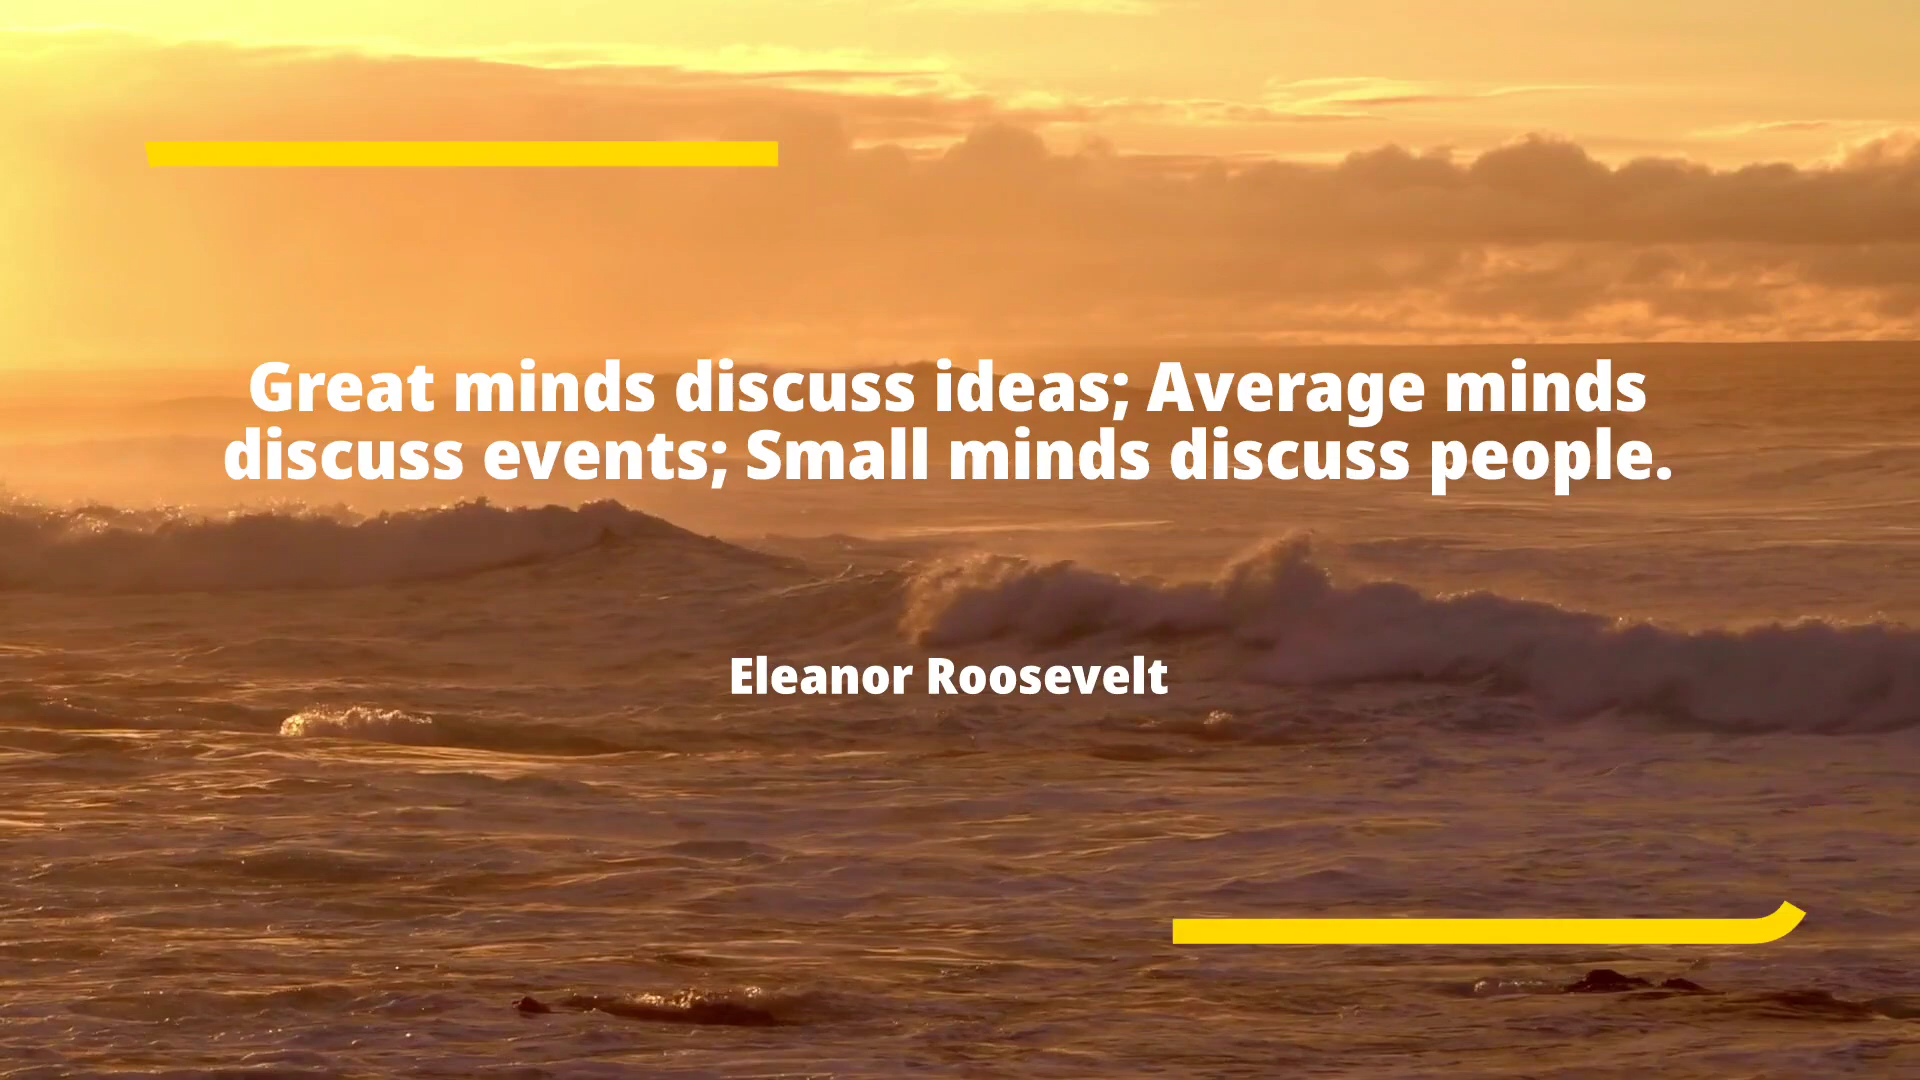 Great minds discuss ideas; Average minds
discuss events; Small minds discuss people.
Eleanor Roosevelt